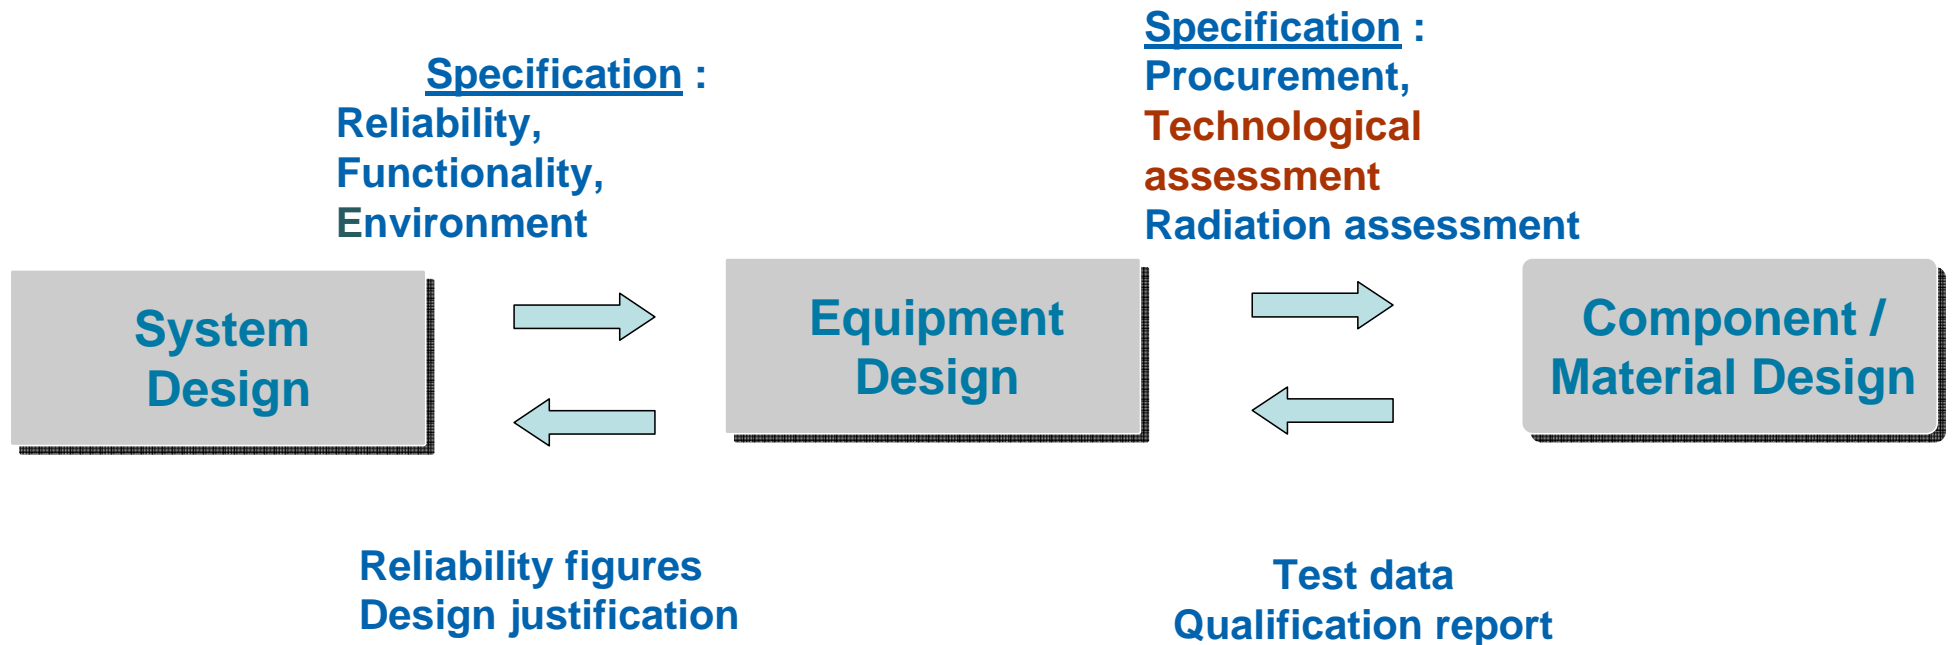 Specification :
Reliability,
Functionality,
Environment
Specification :
Procurement,
Technological
assessment
Radiation assessment
System
Design
Equipment
Design
Component /
Material Design
Reliability figures
Design justification
Test data
Qualification report